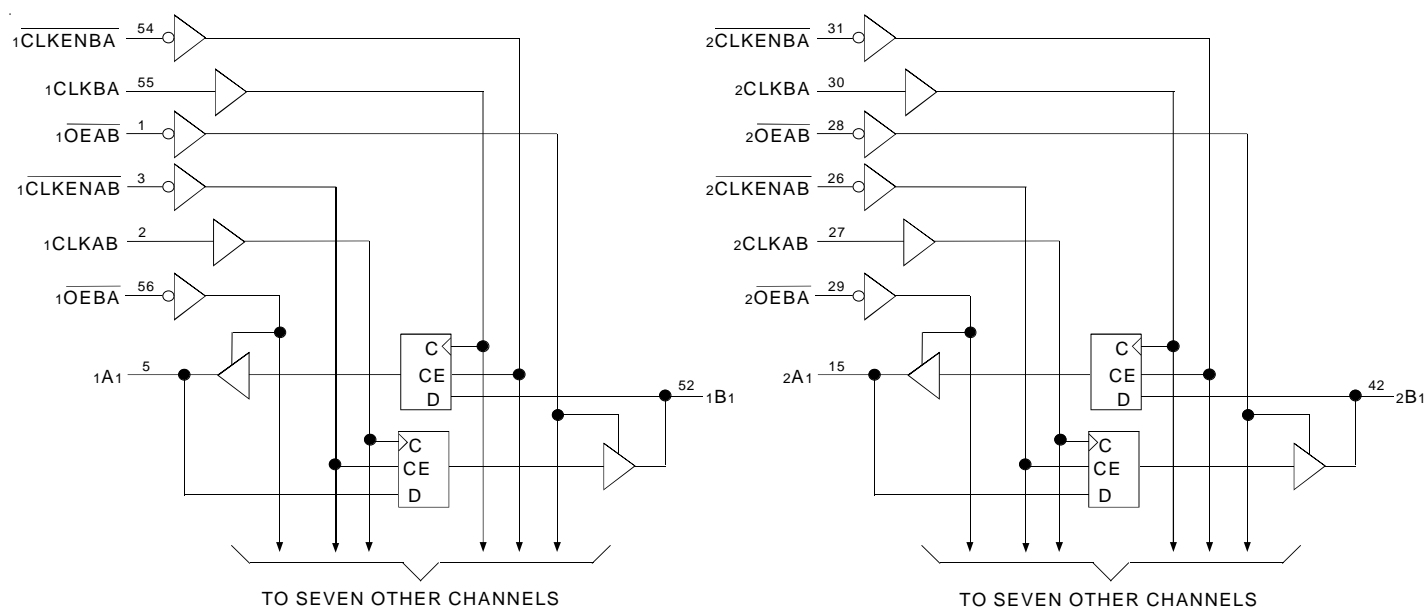 1CLKENBA 54
1CLKBA 55
1OEAB 1
1CLKENAB 3
1CLKAB 2
1OEBA 56
1A1 5
C
CE
D
52 1B1
C
CE
D
TO SEVEN OTHER CHANNELS
2CLKENBA 31
2CLKBA 30
2OEAB 28
2CLKENAB 26
2CLKAB 27
2OEBA 29
2A1 15
C
CE
D
42 2B1
C
CE
D
TO SEVEN OTHER CHANNELS